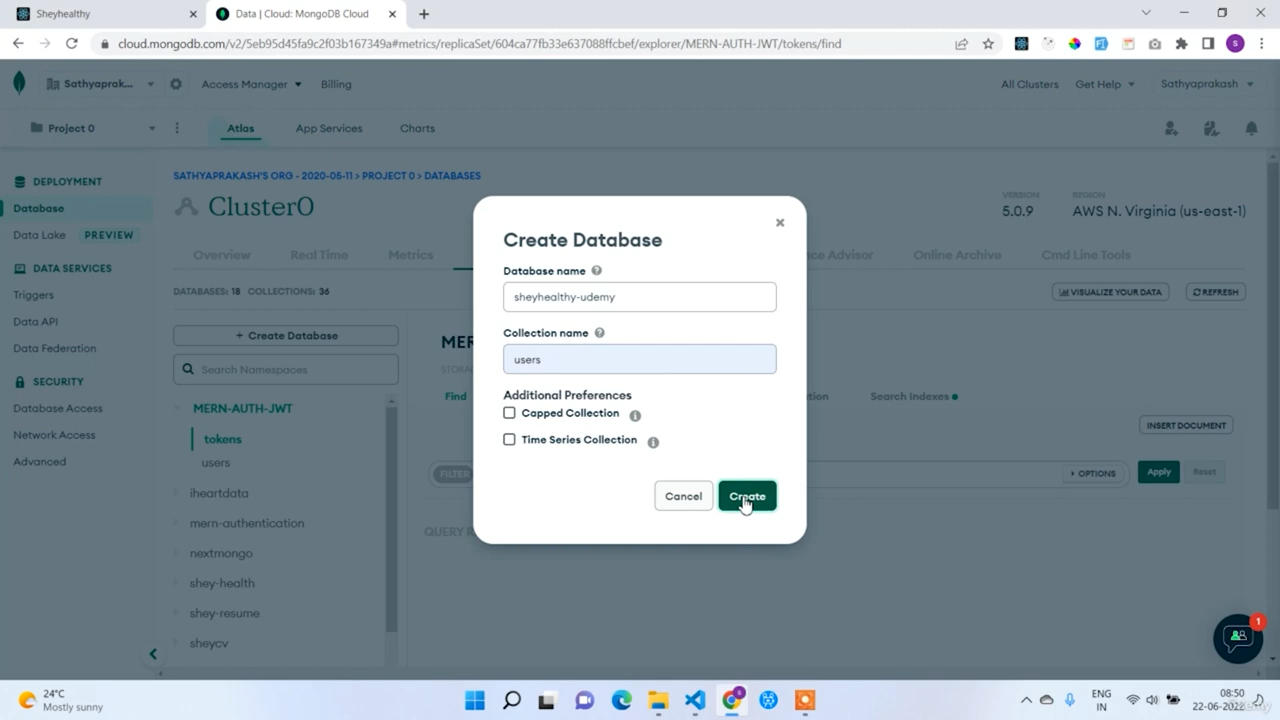 Sheyhealthy
Data | Cloud: MongoDB Cloud
cloud.mongodb.com/v2/5eb95d45fa9c2f03b167349a#metrics/replicaSet/604ca77fb33e637088ffcbef/explorer/MERN-AUTH-JWT/tokens/find
S
Sathyaprak...
Access Manager
Billing
All Clusters
Get Help
Sathyaprakash
Project 0
Atlas
App Services
Charts
DEPLOYMENT
Database
Data Lake
PREVIEW
DATA SERVICES
Triggers
Data API
Data Federation
SECURITY
Database Access
Network Access
Advanced
SATHYAPRAKASH'S ORG - 2020-05-11 > PROJECT 0 > DATABASES
Cluster0
VERSION
5.0.9
REGION
AWS N. Virginia (us-east-1)
Overview
Real Time
Metrics
nce Advisor
Online Archive
Cmd Line Tools
DATABASES: 18 COLLECTIONS: 36
VISUALIZE YOUR DATA
REFRESH
+ Create Database
Search Namespaces
MERN-AUTH-JWT
tokens
users
iheartdata
mern-authentication
nextmongo
shey-health
shey-resume
sheycv
MER
STORAG
Find
tion
Search Indexes
INSERT DOCUMENT
FILTER
OPTIONS
Apply
Reset
QUERY R
Create Database
Database name
sheyhealthy-udemy
Collection name
users
Additional Preferences
Capped Collection
Time Series Collection
Cancel
Create
1
24°C
Mostly sunny
ENG
IN
08:50
22-06-2022